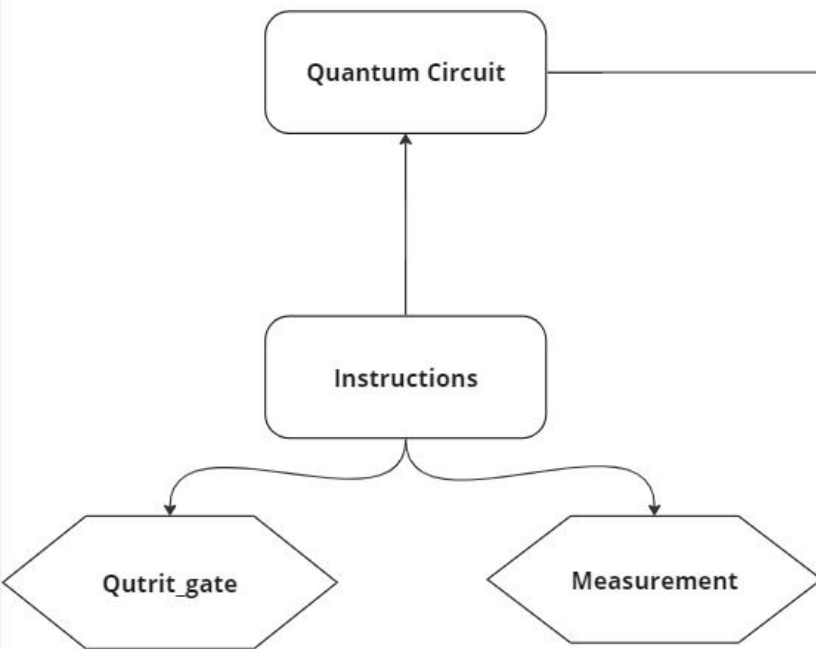 Quantum Circuit
Instructions
Qutrit_gate
Measurement